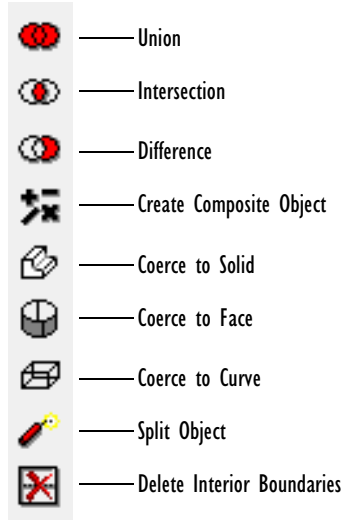 Union
Intersection
Difference
Create Composite Object
Coerce to Solid
Coerce to Face
Coerce to Curve
Split Object
Delete Interior Boundaries